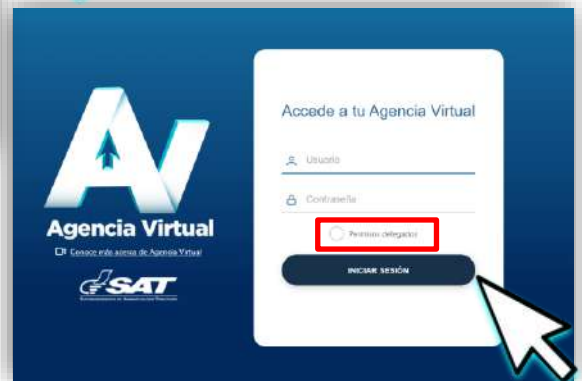 Accede a tu Agencia Virtual
Usuario
Contraseña
Permisos delegados
INICIAR SESIÓN
AV
Agencia Virtual
Conoce más acerca de Agencia Virtual
SAT